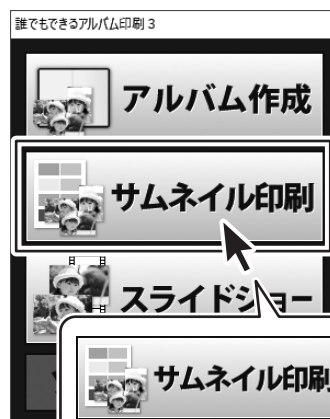 誰でもできるアルバム印刷 3
アルバム作成
サムネイル印刷
スライドショー
サムネイル印刷